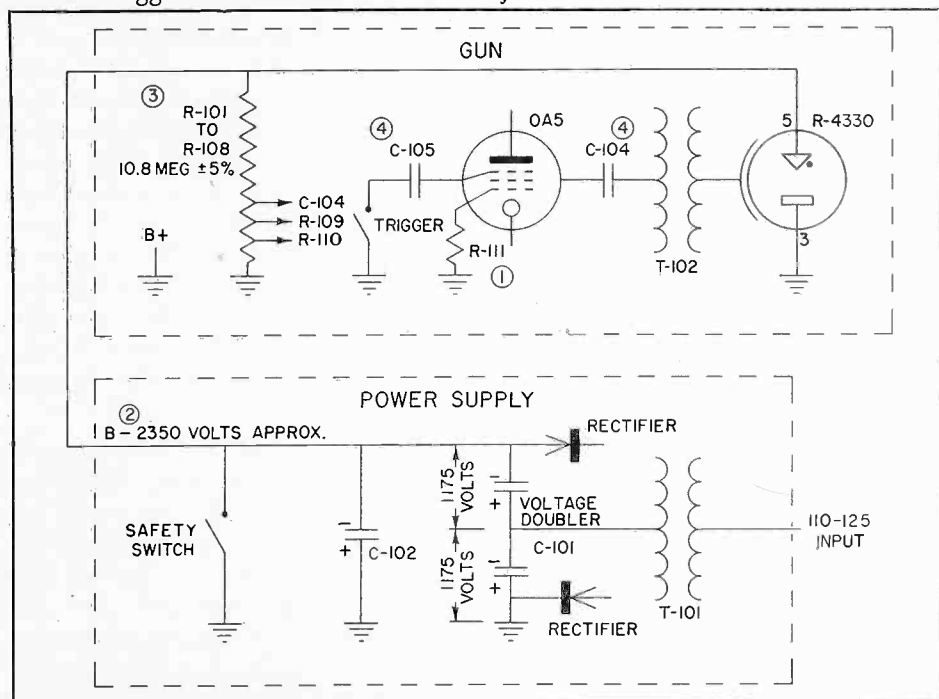 GUN
③
R-101
TO
R-108
10.8 MEG ±5%
C-104
R-109
R-110
B+
④
C-105
TRIGGER
OA5
R-111
①
④
C-104
T-102
5
R-4330
3
POWER SUPPLY
②
B- 2350 VOLTS APPROX.
SAFETY
SWITCH
-
+
C-102
1175
VOLTS
1175
VOLTS
-
+
VOLTAGE
DOUBLER
C-101
-
+
RECTIFIER
RECTIFIER
T-101
110-125
INPUT